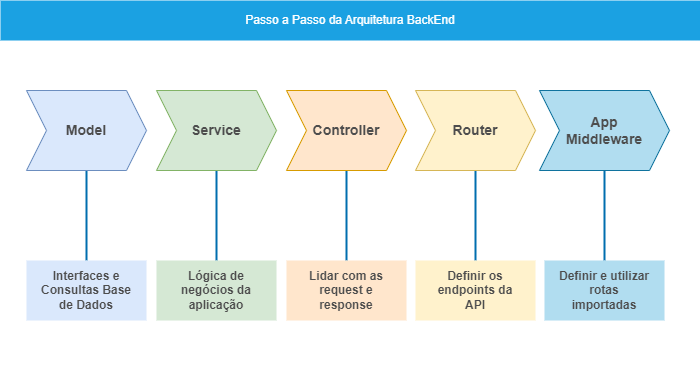 Passo a Passo da Arquitetura BackEnd
Model
Service
Controller
Router
App
Middleware
Interfaces e
Consultas Base
de Dados
Lógica de
negócios da
aplicação
Lidar com as
request e
response
Definir os
endpoints da
API
Definir e utilizar
rotas
importadas